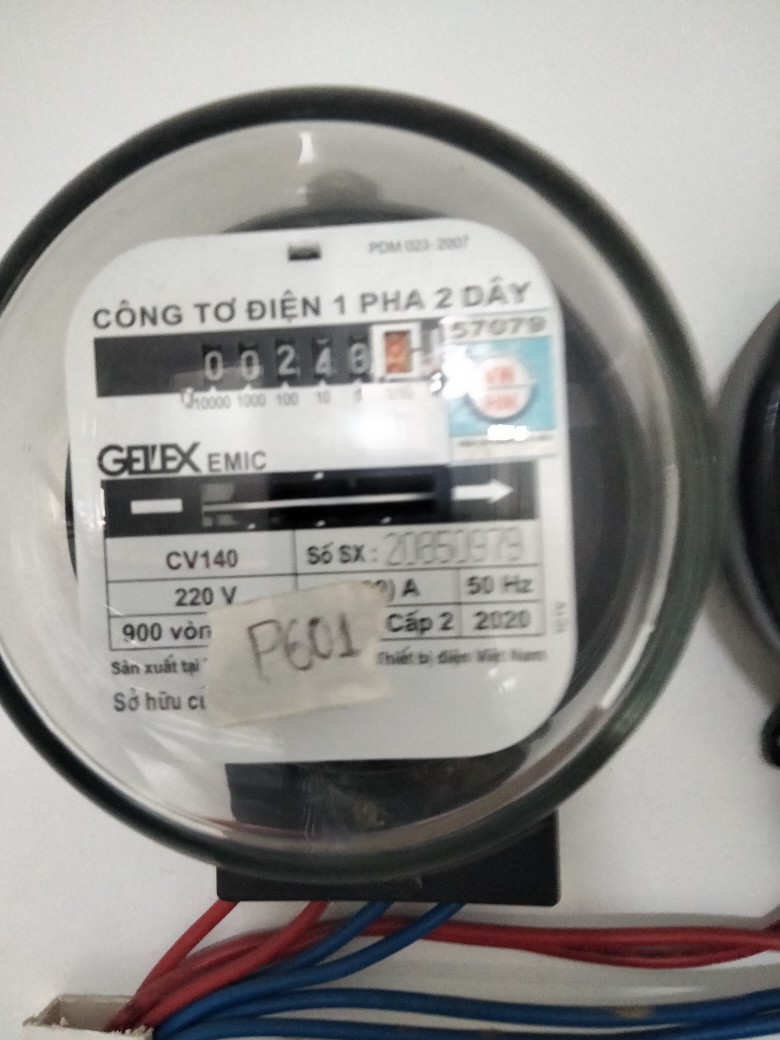 PDM 023:2007
CÔNG TƠ ĐIỆN 1 PHA 2 DÂY
57079
0 0 2 4
10000 1000 100 10 1 1/10
GELEX EMIC
CV140 Số SX : 20850979
220 V A 50 Hz
900 Cấp 2 2020
P601
Sản xuất tại Thiết bị điện Việt Nam
Sở hữu